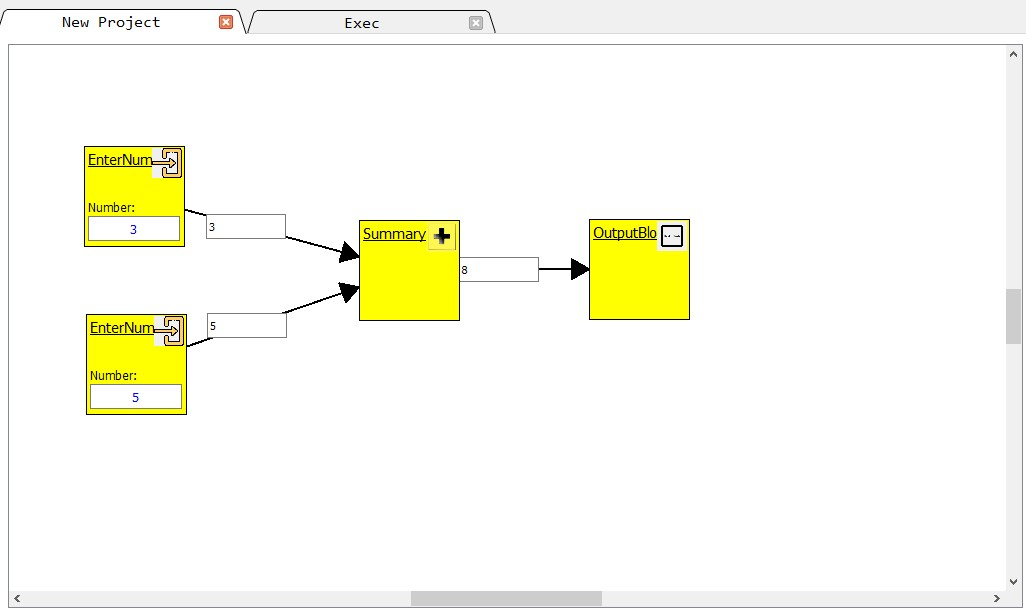 New Project
Exec
EnterNum
Number:
3
3
Summary
8
OutputBlo
EnterNum
Number:
5
5